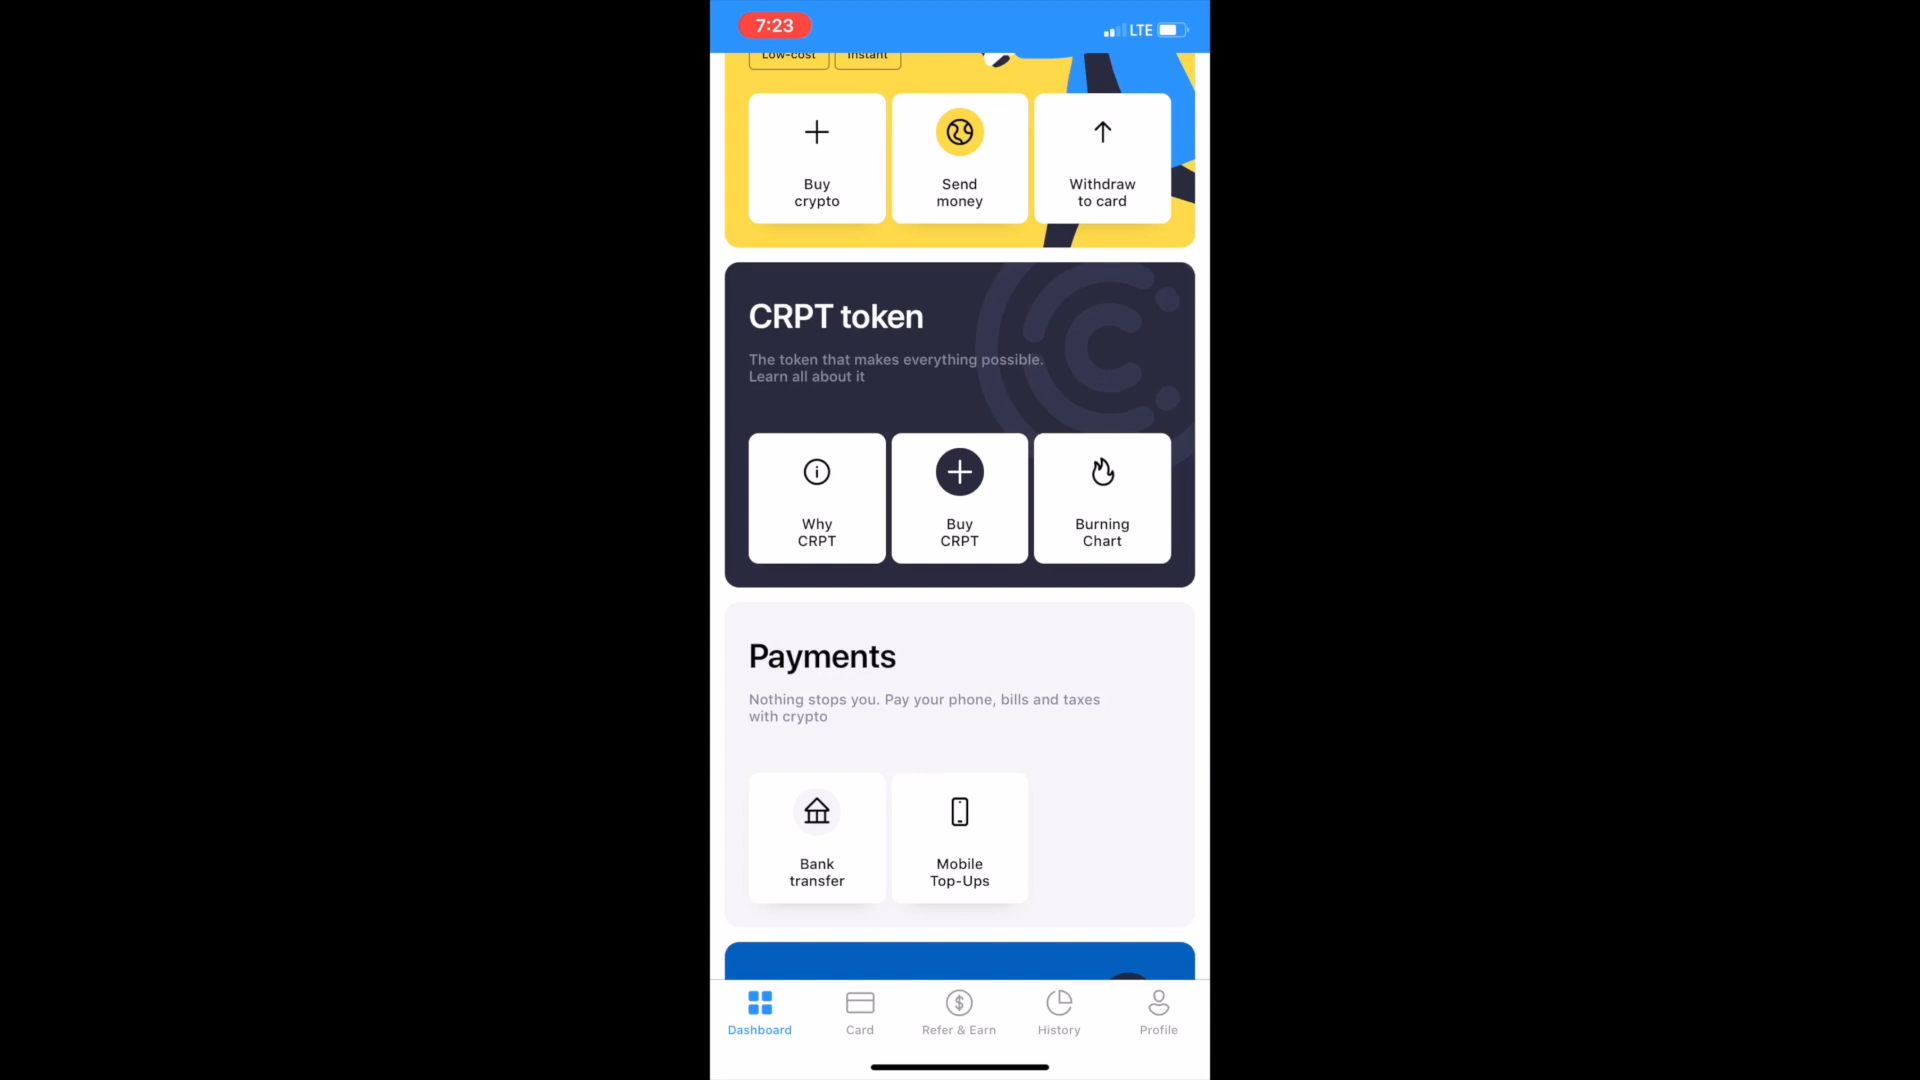 7:23
LTE
Low-cost Instant
Buy
crypto
Send
money
Withdraw
to card
CRPT token
The token that makes everything possible.
Learn all about it
Why
CRPT
Buy
CRPT
Burning
Chart
Payments
Nothing stops you. Pay your phone, bills and taxes
with crypto
Bank
transfer
Mobile
Top-Ups
Dashboard Card Refer & Earn History Profile